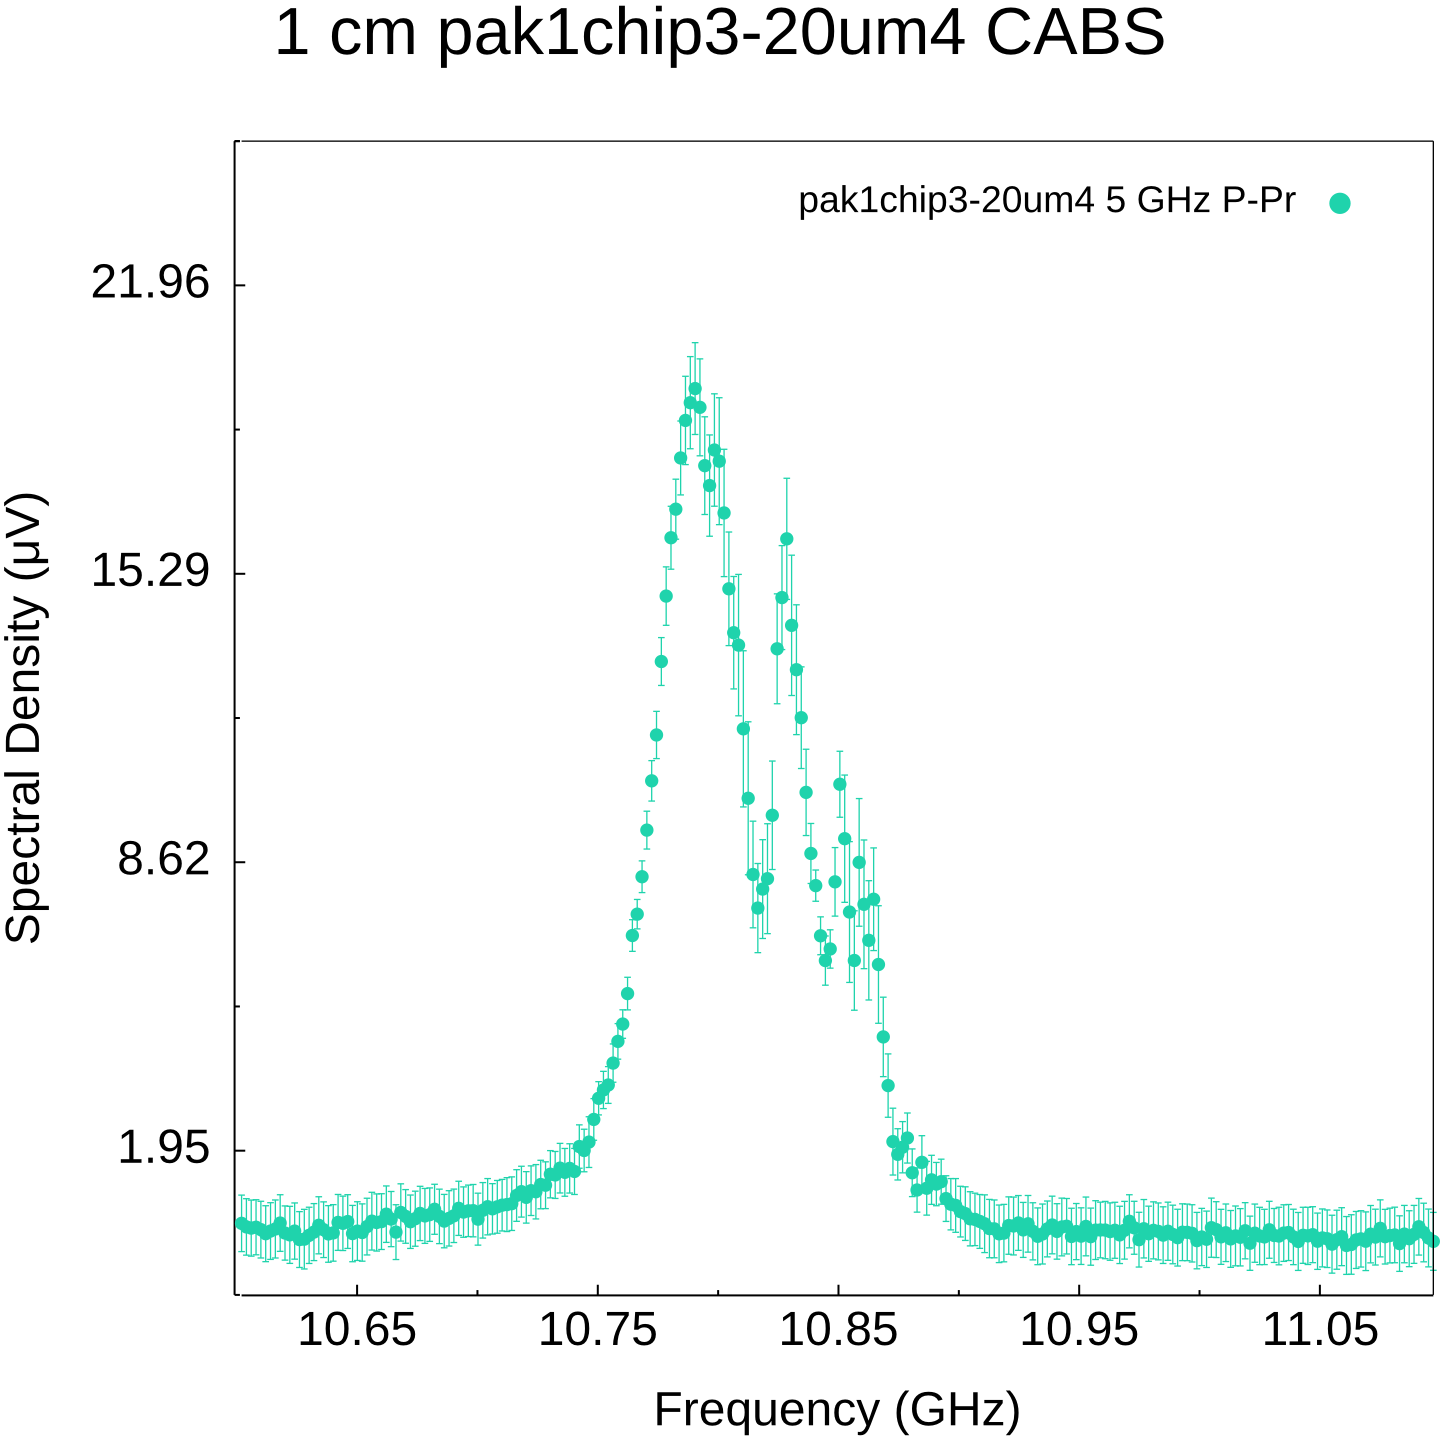 1 cm pak1chip3-20um4 CABS
pak1chip3-20um4 5 GHz P-Pr
21.96
15.29
8.62
1.95
Spectral Density (μV)
10.65
10.75
10.85
10.95
11.05
Frequency (GHz)